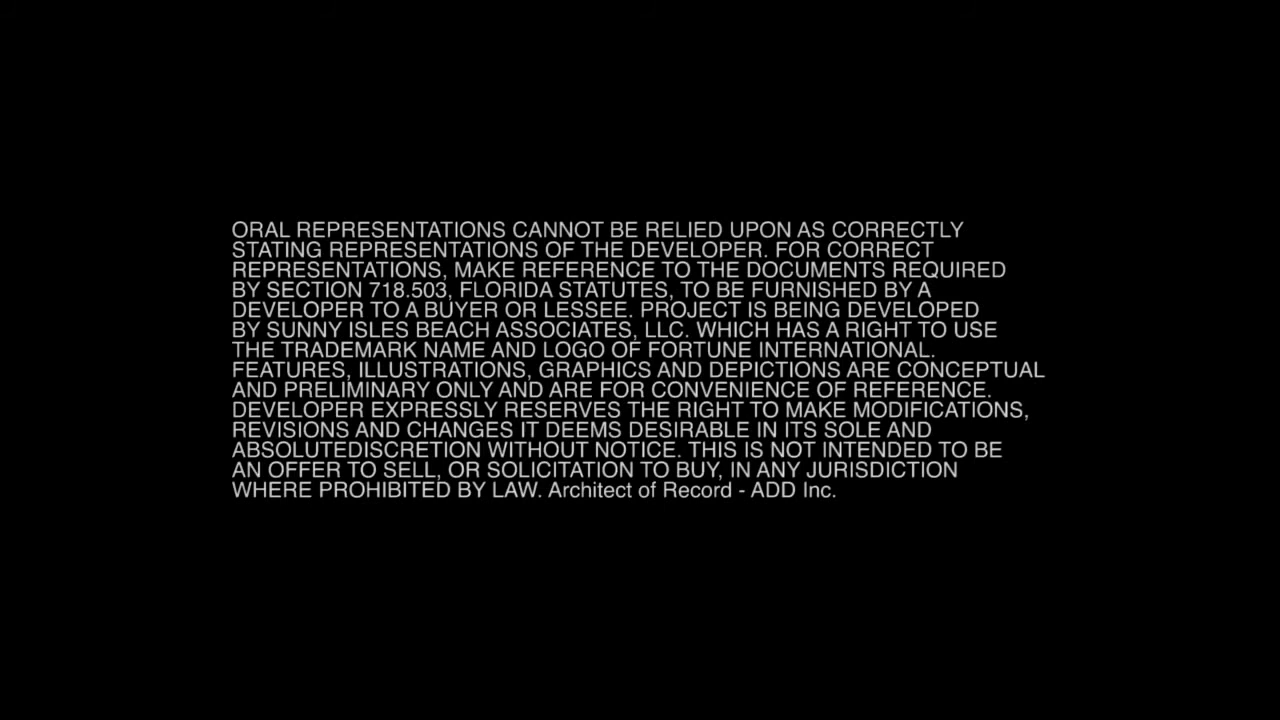 ORAL REPRESENTATIONS CANNOT BE RELIED UPON AS CORRECTLY
STATING REPRESENTATIONS OF THE DEVELOPER. FOR CORRECT
REPRESENTATIONS, MAKE REFERENCE TO THE DOCUMENTS REQUIRED
BY SECTION 718.503, FLORIDA STATUTES, TO BE FURNISHED BY A
DEVELOPER TO A BUYER OR LESSEE. PROJECT IS BEING DEVELOPED
BY SUNNY ISLES BEACH ASSOCIATES, LLC. WHICH HAS A RIGHT TO USE
THE TRADEMARK NAME AND LOGO OF FORTUNE INTERNATIONAL.
FEATURES, ILLUSTRATIONS, GRAPHICS AND DEPICTIONS ARE CONCEPTUAL
AND PRELIMINARY ONLY AND ARE FOR CONVENIENCE OF REFERENCE.
DEVELOPER EXPRESSLY RESERVES THE RIGHT TO MAKE MODIFICATIONS,
REVISIONS AND CHANGES IT DEEMS DESIRABLE IN ITS SOLE AND
ABSOLUTEDISCRETION WITHOUT NOTICE. THIS IS NOT INTENDED TO BE
AN OFFER TO SELL, OR SOLICITATION TO BUY, IN ANY JURISDICTION
WHERE PROHIBITED BY LAW. Architect of Record - ADD Inc.